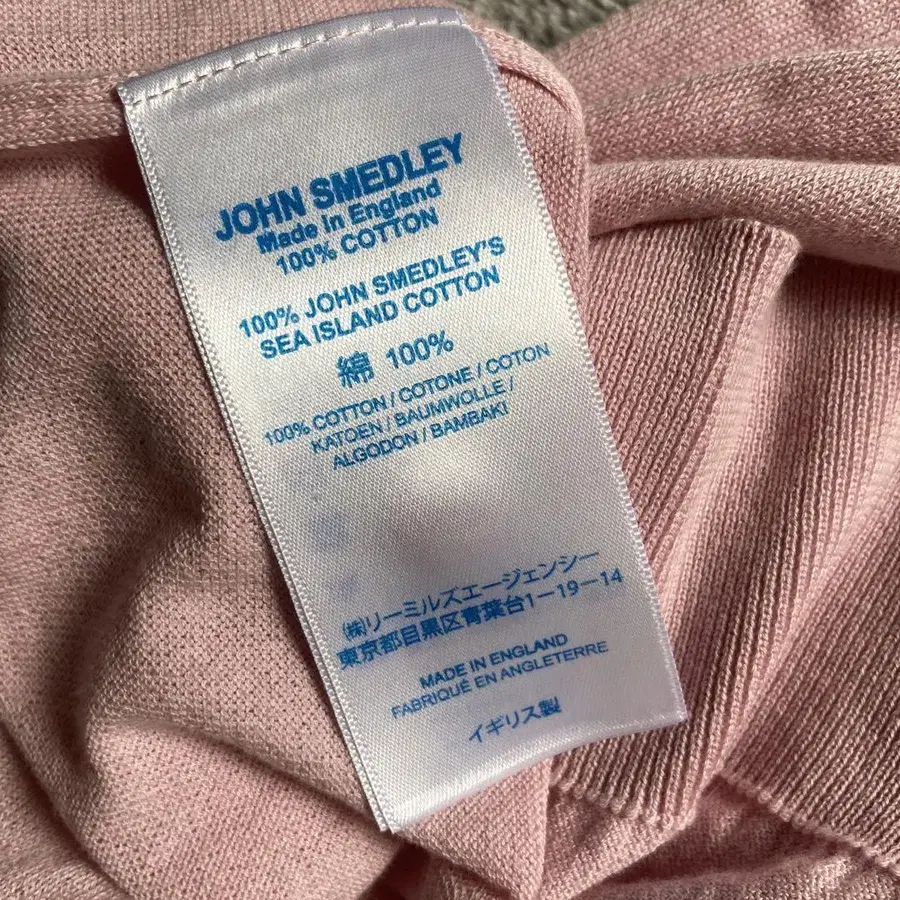 JOHN SMEDLEY
Made in England
100% COTTON
100% JOHN SMEDLEY'S
SEA ISLAND COTTON
綿 100%
100% COTTON / COTONE / COTON
KATOEN / BAUMWOLLE /
ALGODON / BAMBAKI
㈱リーミルズエージェンシー
東京都目黒区青葉台1-19-14
MADE IN ENGLAND
FABRIQUÉ EN ANGLETERRE
イギリス製